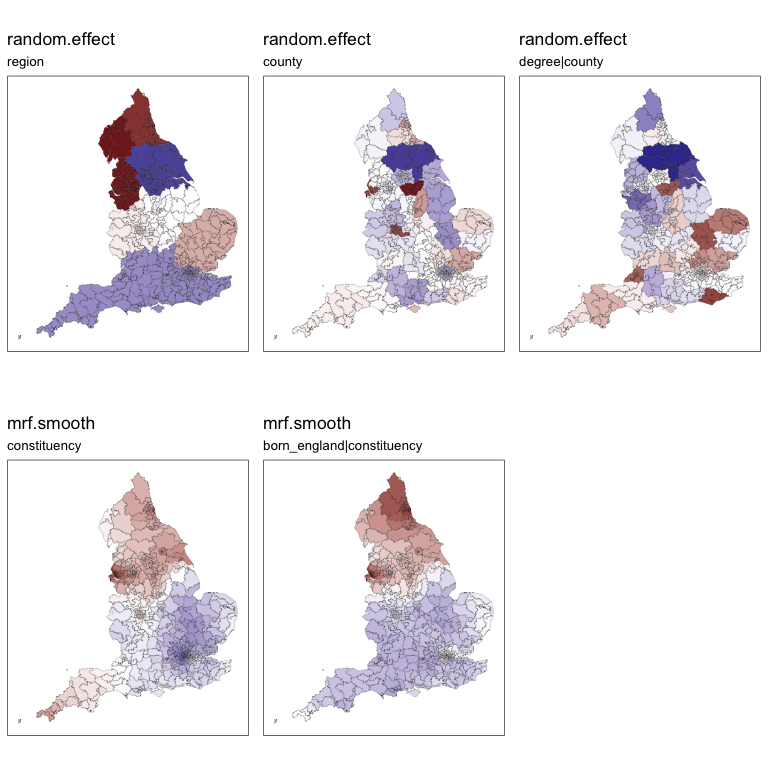 random.effect
region
random.effect
county
random.effect
degree|county
mrf.smooth
constituency
mrf.smooth
born_england|constituency